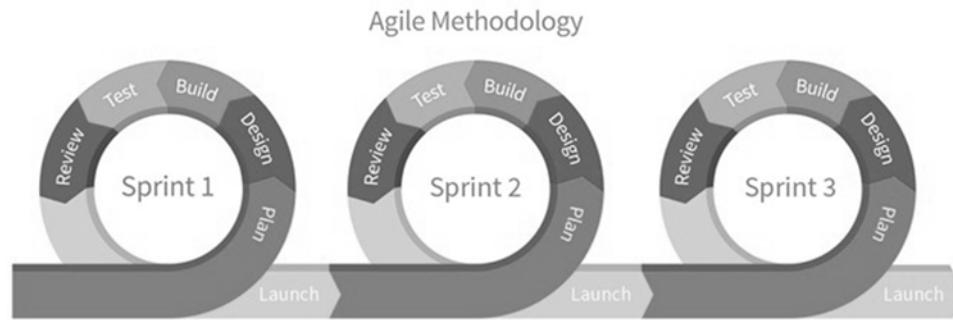 Agile Methodology
Test
Build
Review
Design
Sprint 1
Plan
Launch
Test
Build
Review
Design
Sprint 2
Plan
Launch
Test
Build
Review
Design
Sprint 3
Plan
Launch